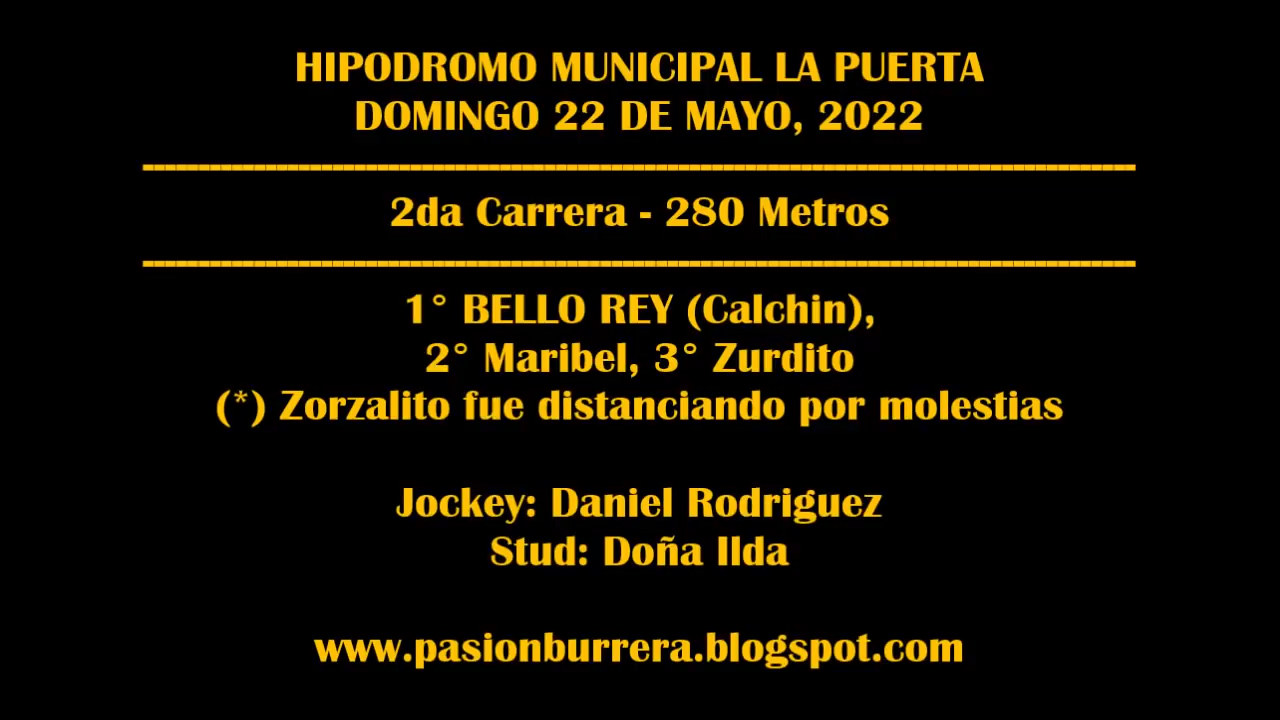 HIPODROMO MUNICIPAL LA PUERTA
DOMINGO 22 DE MAYO, 2022
2da Carrera - 280 Metros
1° BELLO REY (Calchin),
2° Maribel, 3° Zurdito
(*) Zorzalito fue distanciando por molestias
Jockey: Daniel Rodriguez
Stud: Doña Ilda
www.pasionburrera.blogspot.com